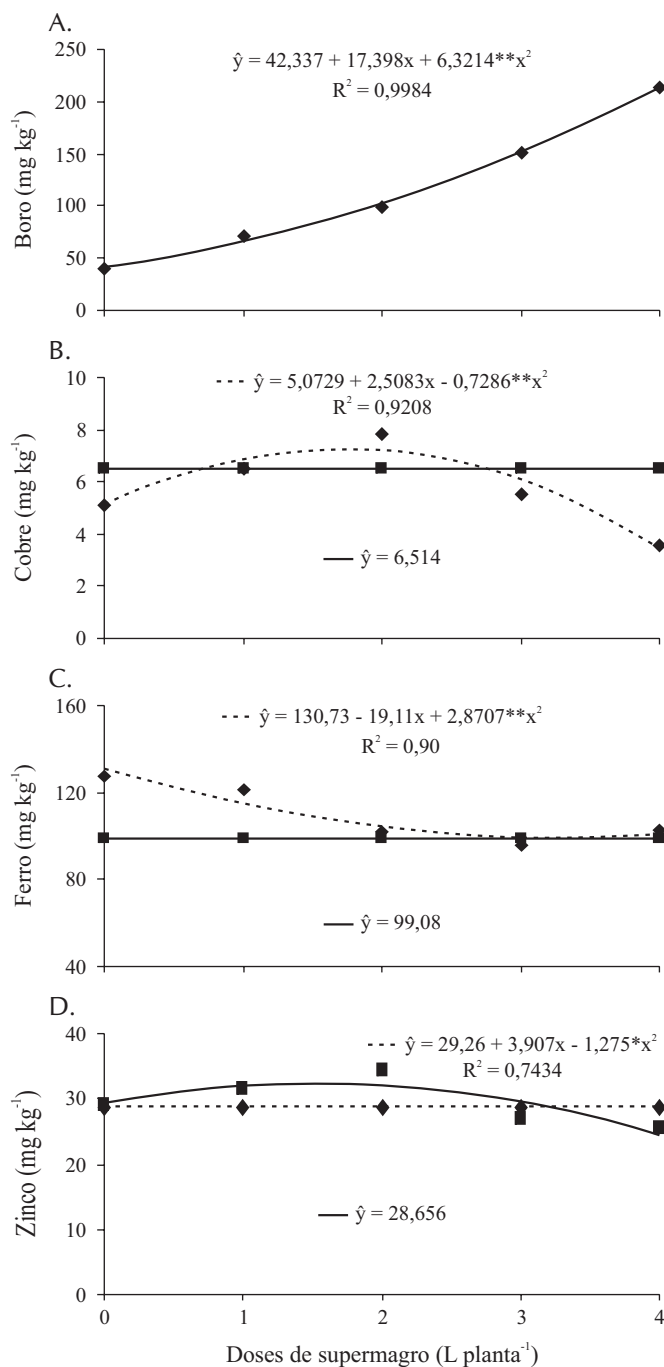 A.
250
200
150
100
50
0
Boro (mg kg⁻¹)
ŷ = 42,337 + 17,398x + 6,3214**x²
R² = 0,9984
B.
10
8
6
4
2
0
Cobre (mg kg⁻¹)
ŷ = 5,0729 + 2,5083x - 0,7286**x²
R² = 0,9208
ŷ = 6,514
C.
160
120
80
40
Ferro (mg kg⁻¹)
ŷ = 130,73 - 19,11x + 2,8707**x²
R² = 0,90
ŷ = 99,08
D.
50
40
30
20
10
0
Zinco (mg kg⁻¹)
ŷ = 29,26 + 3,907x - 1,275*x²
R² = 0,7434
ŷ = 28,656
0 1 2 3 4
Doses de supermagro (L planta⁻¹)